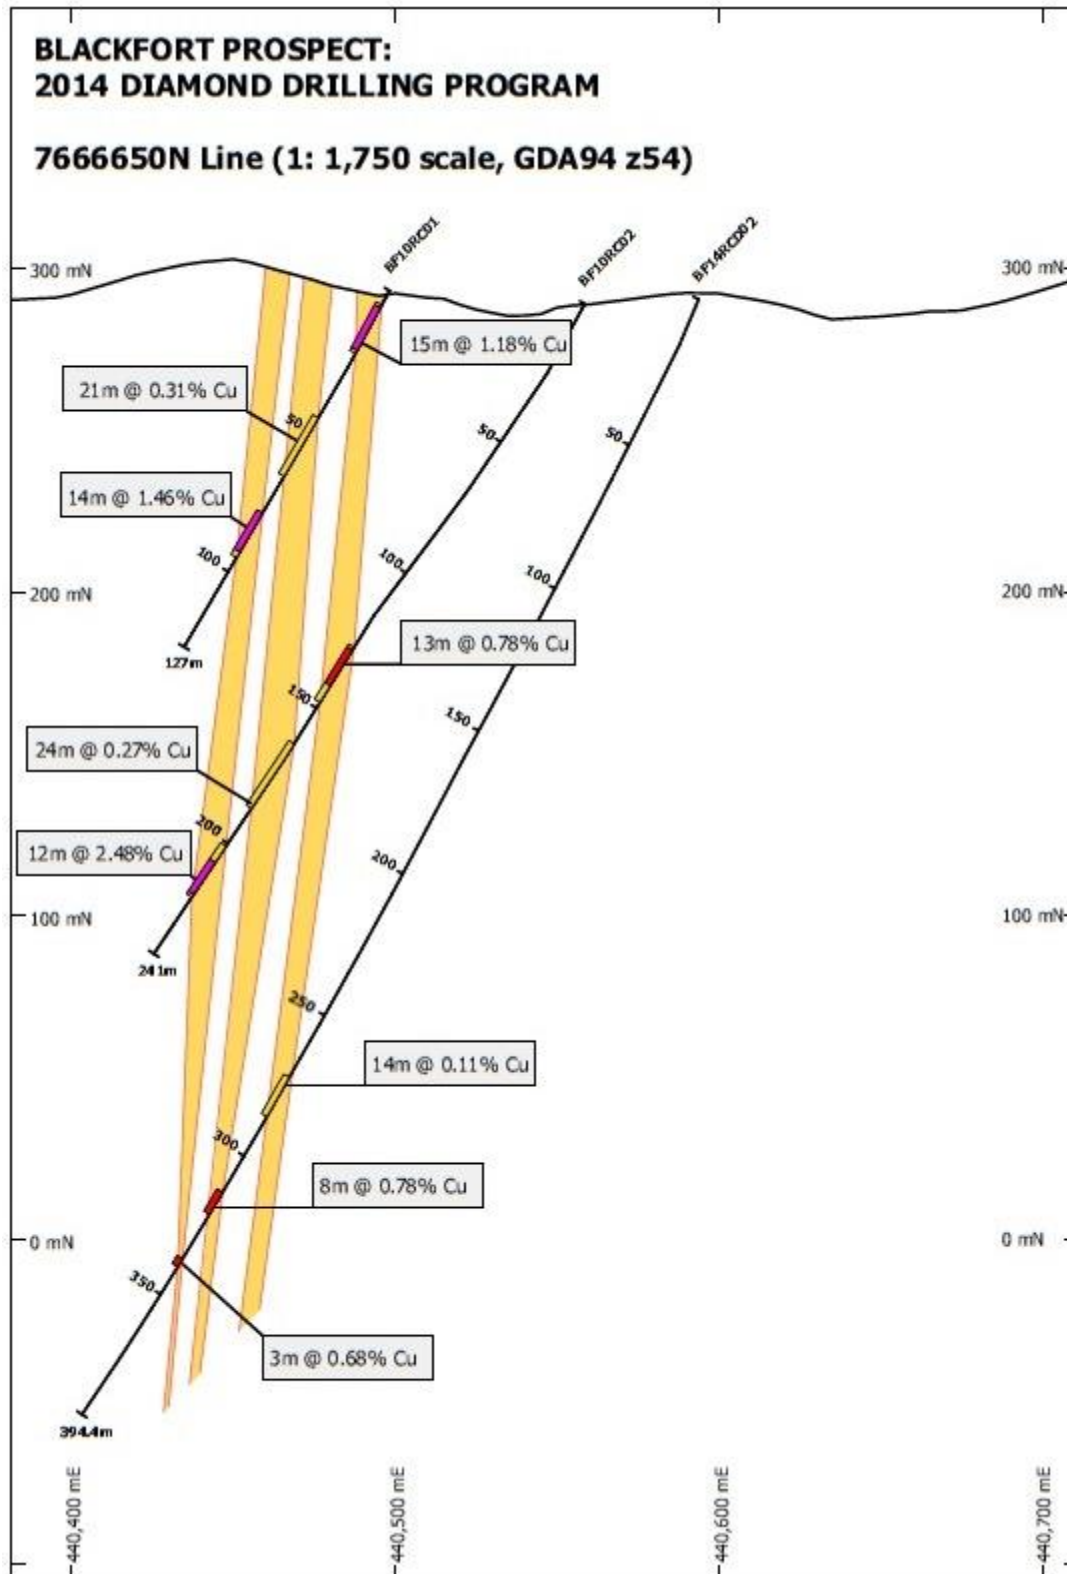 BLACKFORT PROSPECT:
2014 DIAMOND DRILLING PROGRAM
7666650N Line (1: 1,750 scale, GDA94 z54)
BF10RC01
BF10RC02
BF14RCD02
300 mN
300 mN
15m @ 1.18% Cu
21m @ 0.31% Cu
50
50
50
14m @ 1.46% Cu
100
100
100
200 mN
200 mN
127m
13m @ 0.78% Cu
150
150
24m @ 0.27% Cu
200
12m @ 2.48% Cu
200
100 mN
100 mN
241m
250
14m @ 0.11% Cu
300
8m @ 0.78% Cu
0 mN
0 mN
350
3m @ 0.68% Cu
394.4m
440,400 mE
440,500 mE
440,600 mE
440,700 mE